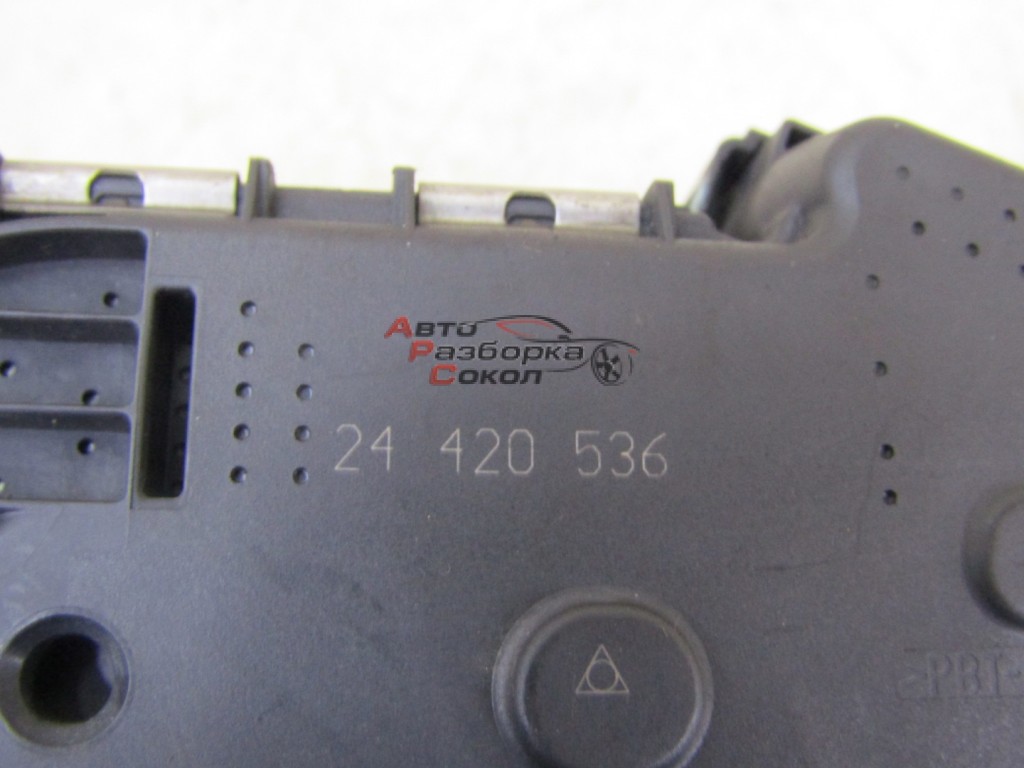 Авто
Разборка
Сокол
24 420 536
>PBT-